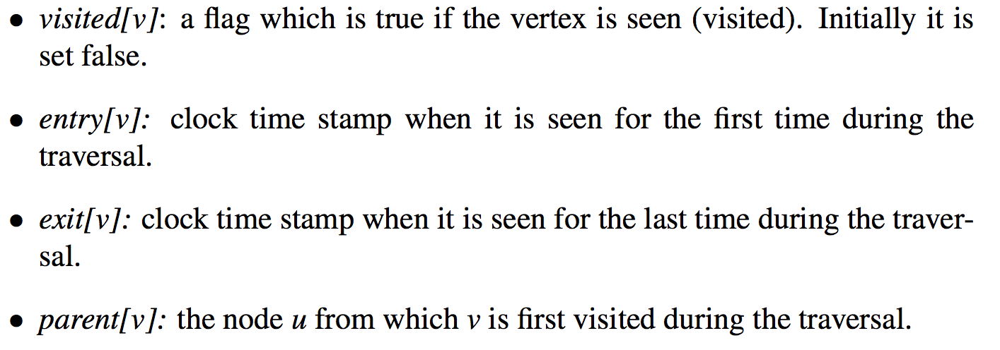 • visited[v]: a flag which is true if the vertex is seen (visited). Initially it is
set false.
• entry[v]: clock time stamp when it is seen for the first time during the
traversal.
• exit[v]: clock time stamp when it is seen for the last time during the traver-
sal.
• parent[v]: the node u from which v is first visited during the traversal.